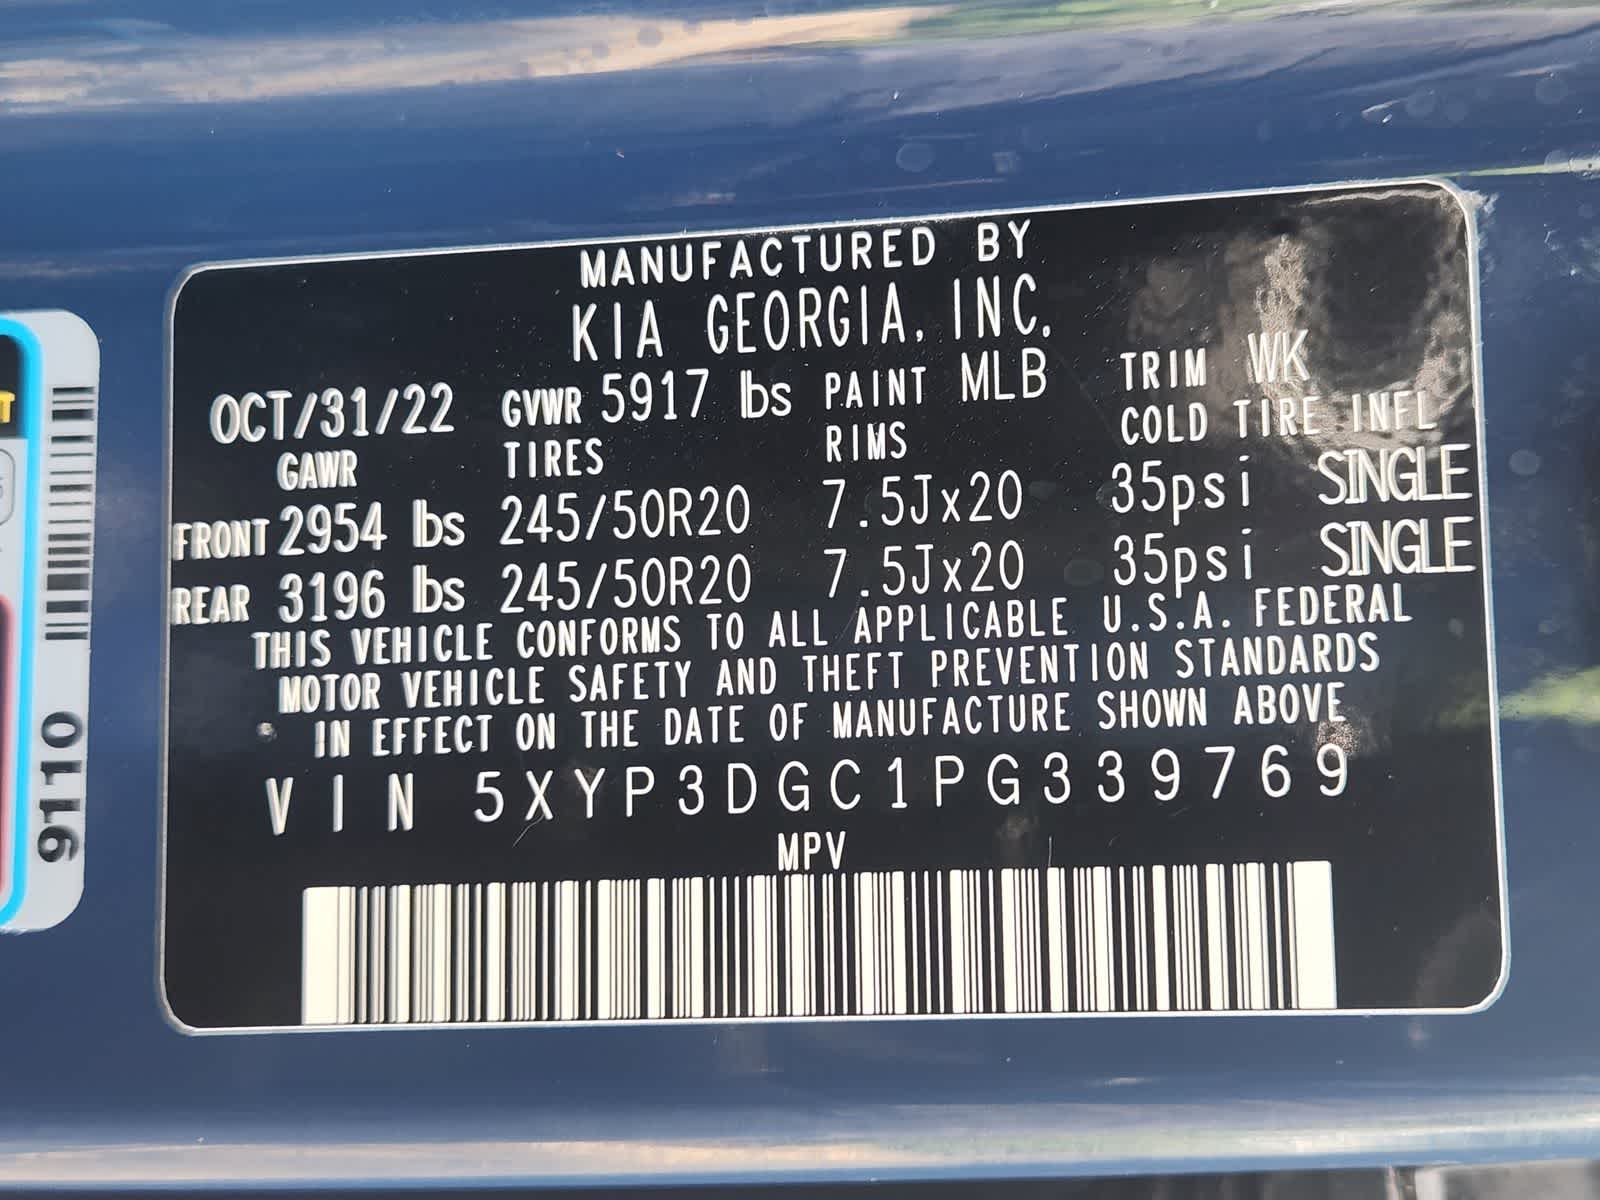 MANUFACTURED BY
KIA GEORGIA, INC.
OCT/31/22 GVWR 5917 lbs PAINT MLB TRIM WK
GAWR TIRES RIMS COLD TIRE INFL
FRONT 2954 lbs 245/50R20 7.5Jx20 35psi SINGLE
REAR 3196 lbs 245/50R20 7.5Jx20 35psi SINGLE
THIS VEHICLE CONFORMS TO ALL APPLICABLE U.S.A. FEDERAL
MOTOR VEHICLE SAFETY AND THEFT PREVENTION STANDARDS
IN EFFECT ON THE DATE OF MANUFACTURE SHOWN ABOVE
VIN 5XYP3DGC1PG339769
MPV
9110